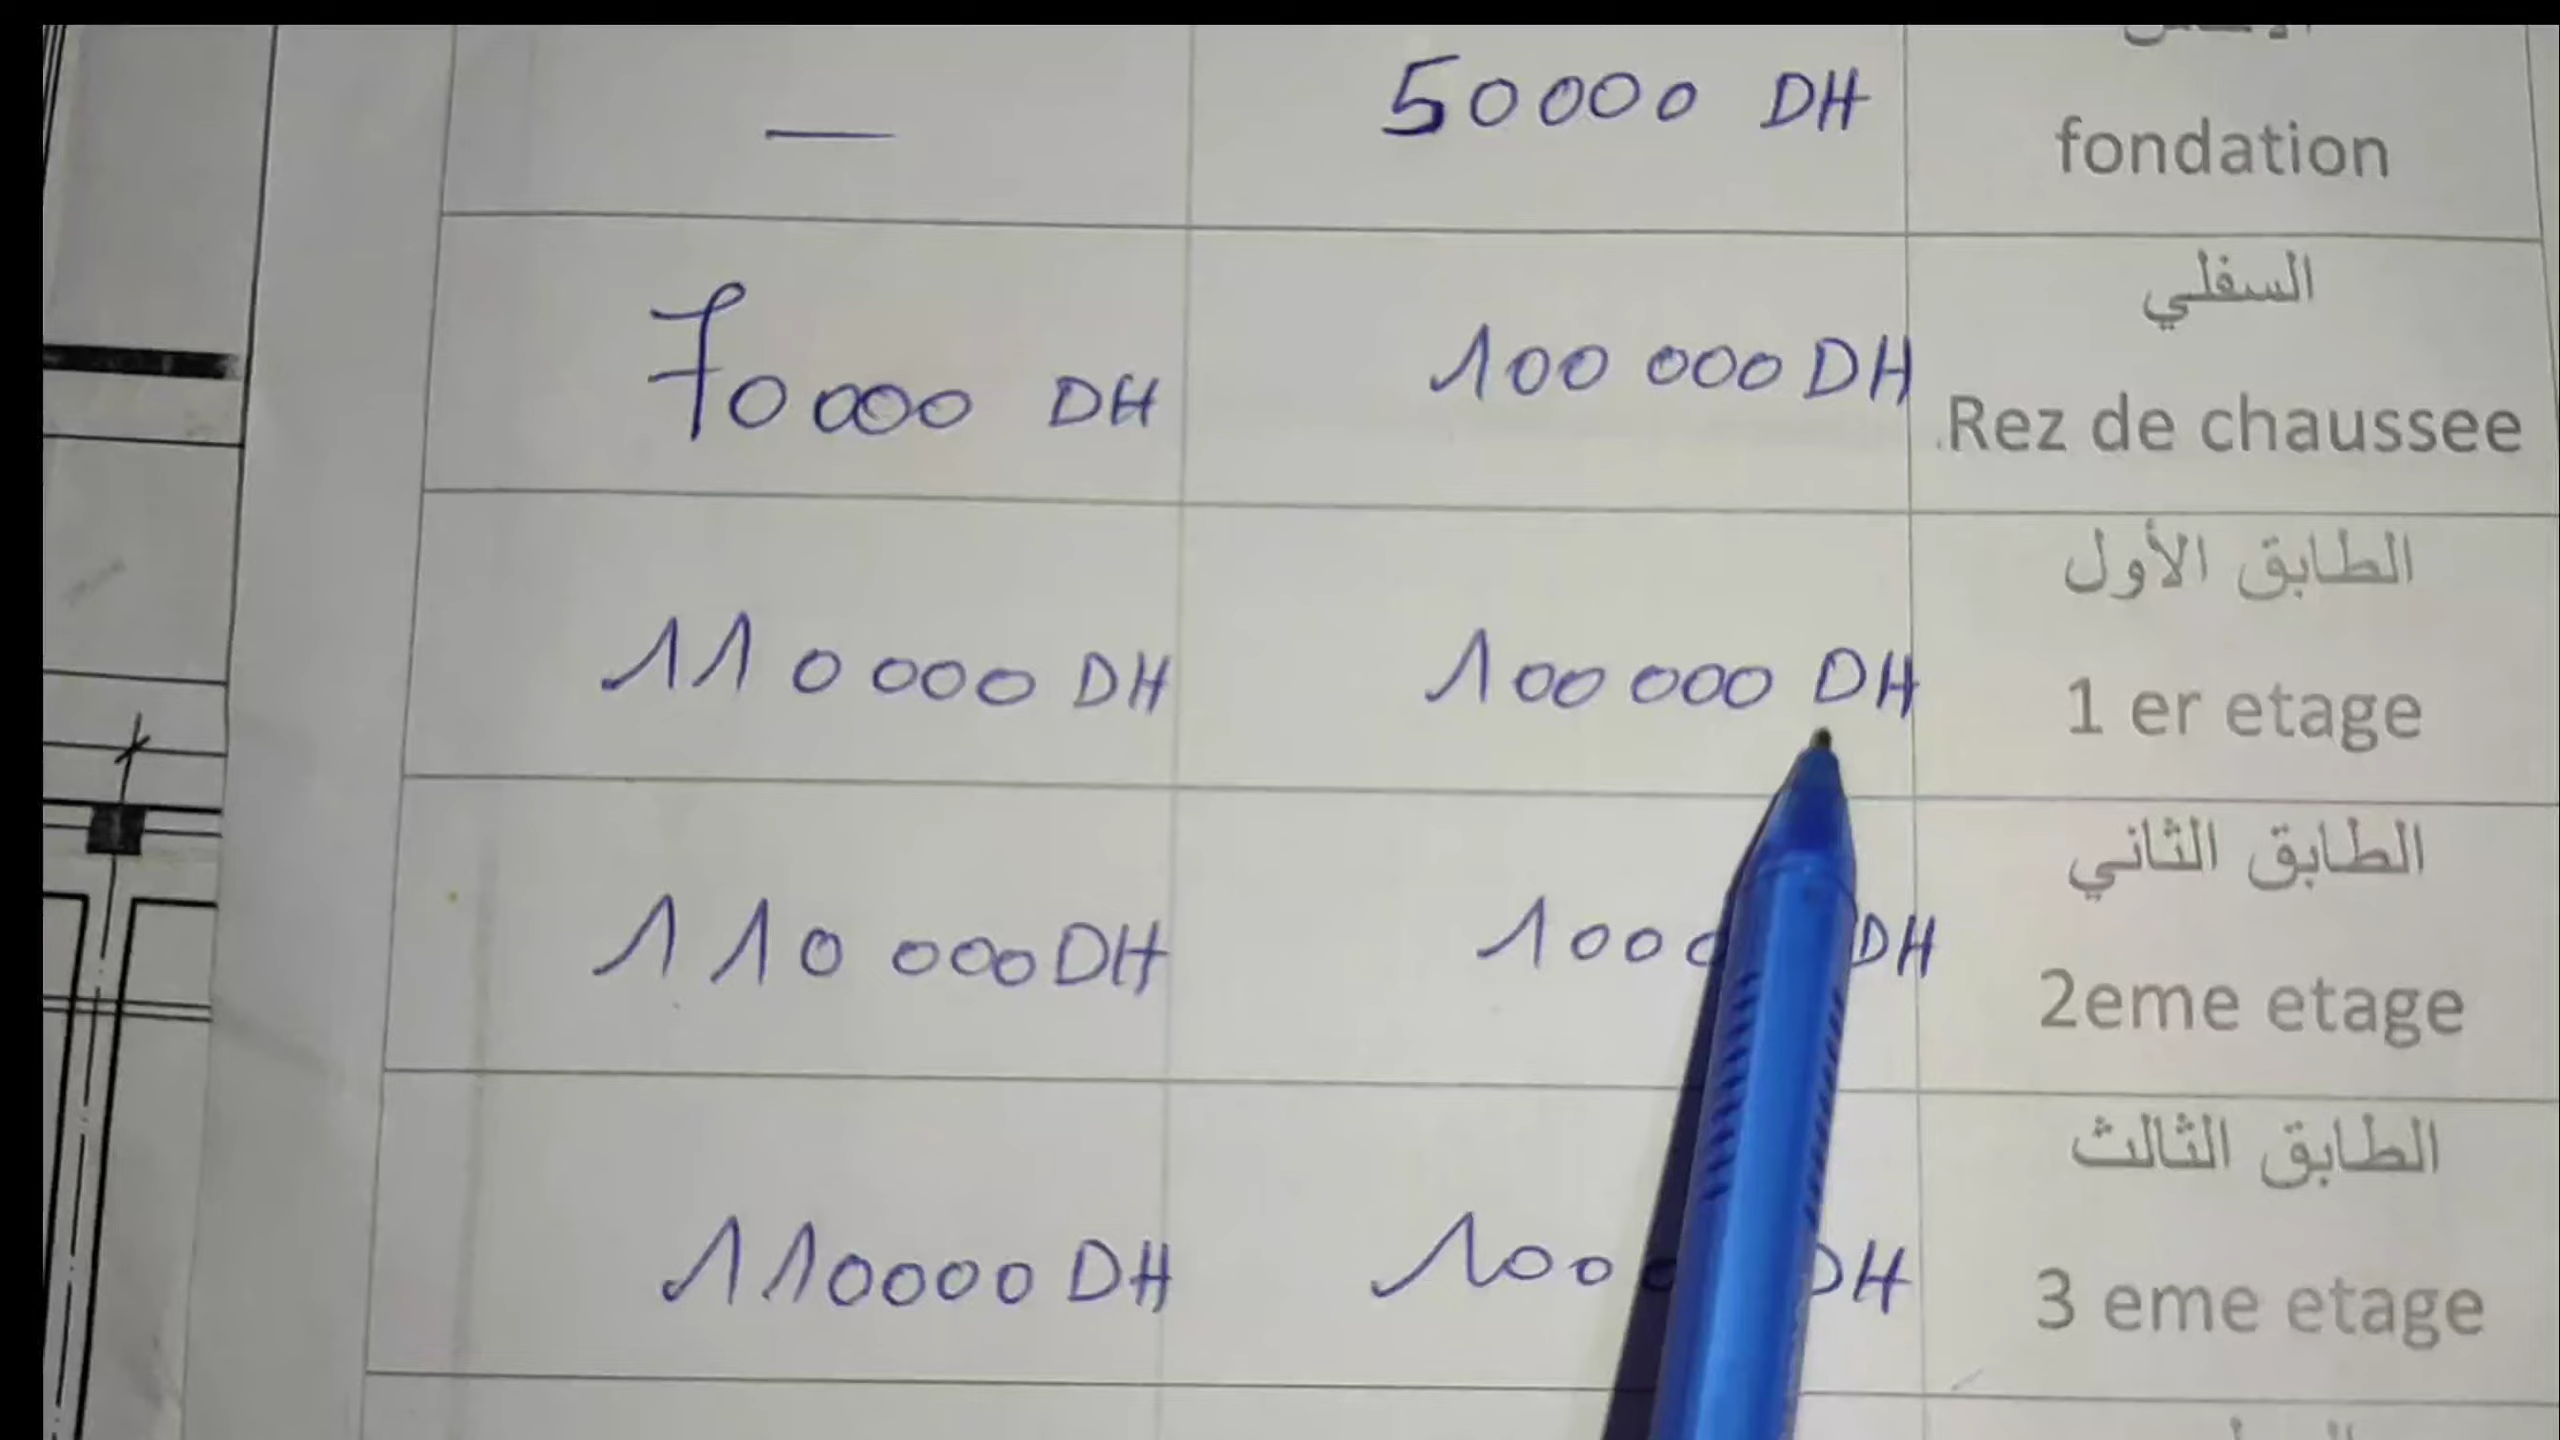 fondation
50000 DH
—
السفلي
Rez de chaussee
100 000 DH
70000 DH
الطابق الأول
1 er etage
100 000 DH
110 000 DH
الطابق الثاني
2eme etage
DH
110 000 DH
الطابق الثالث
3 eme etage
DH
110000 DH